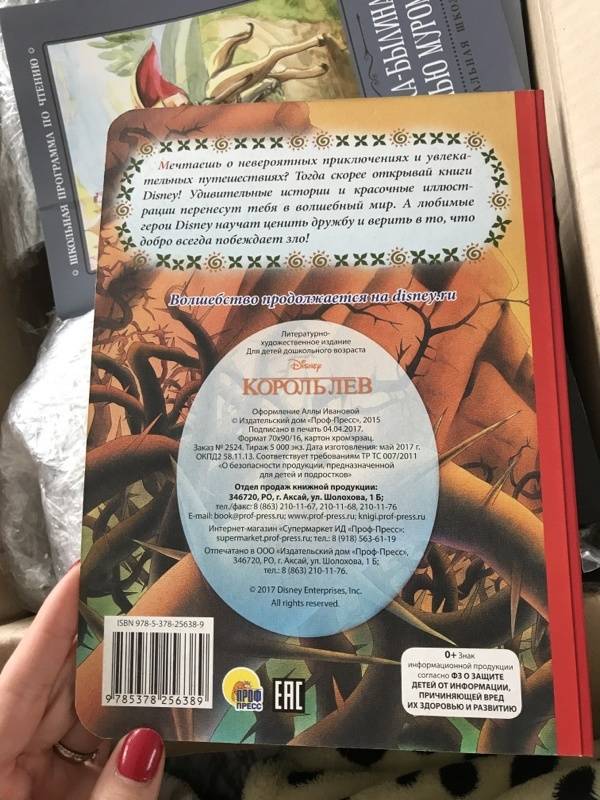 ШКОЛЬНАЯ ПРОГРАММА ПО ЧТЕНИЮ
Мечтаешь о невероятных приключениях и увлека-
тельных путешествиях? Тогда скорее открывай книги
Disney! Удивительные истории и красочные иллюст-
рации перенесут тебя в волшебный мир. А любимые
герои Disney научат ценить дружбу и верить в то, что
добро всегда побеждает зло!
Волшебство продолжается на disney.ru
Литературно-
художественное издание
Для детей дошкольного возраста
Disney
КОРОЛЬ ЛЕВ
Оформление Аллы Ивановой
© Издательский дом «Проф-Пресс», 2015
Подписано в печать 04.04.2017.
Формат 70х90/16, картон хромэрзац.
Заказ № 2524. Тираж 5 000 экз. Дата изготовления: май 2017 г.
ОКПД2 58.11.13. Соответствует требованиям ТР ТС 007/2011
«О безопасности продукции, предназначенной
для детей и подростков»
Отдел продаж книжной продукции:
346720, РО, г. Аксай, ул. Шолохова, 1 Б;
тел./факс: 8 (863) 210-11-67, 210-11-68, 210-11-76
E-mail: book@prof-press.ru; www.prof-press.ru, knigi.prof-press.ru
Интернет-магазин «Супермаркет ИД «Проф-Пресс»:
supermarket.prof-press.ru; тел.: 8 (918) 563-61-19
Отпечатано в ООО «Издательский дом «Проф-Пресс»,
346720, РО, г. Аксай, ул. Шолохова, 1 Б;
тел.: 8 (863) 210-11-76.
© 2017 Disney Enterprises, Inc.
All rights reserved.
ISBN 978-5-378-25638-9
9 785378 256389
ПРОФ
ПРЕСС
ЕАС
0+ Знак
информационной продукции
согласно ФЗ О ЗАЩИТЕ
ДЕТЕЙ ОТ ИНФОРМАЦИИ,
ПРИЧИНЯЮЩЕЙ ВРЕД
ИХ ЗДОРОВЬЮ И РАЗВИТИЮ